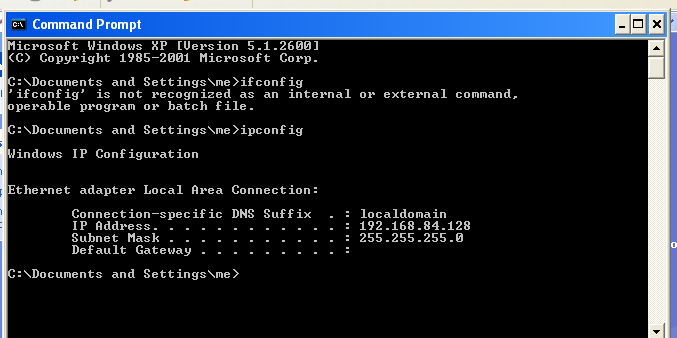 Command Prompt
Microsoft Windows XP [Version 5.1.2600]
(C) Copyright 1985-2001 Microsoft Corp.
C:\Documents and Settings\me>ifconfig
'ifconfig' is not recognized as an internal or external command,
operable program or batch file.
C:\Documents and Settings\me>ipconfig
Windows IP Configuration
Ethernet adapter Local Area Connection:
Connection-specific DNS Suffix  . : localdomain
IP Address. . . . . . . . . . . . : 192.168.84.128
Subnet Mask . . . . . . . . . . . : 255.255.255.0
Default Gateway . . . . . . . . . :
C:\Documents and Settings\me>